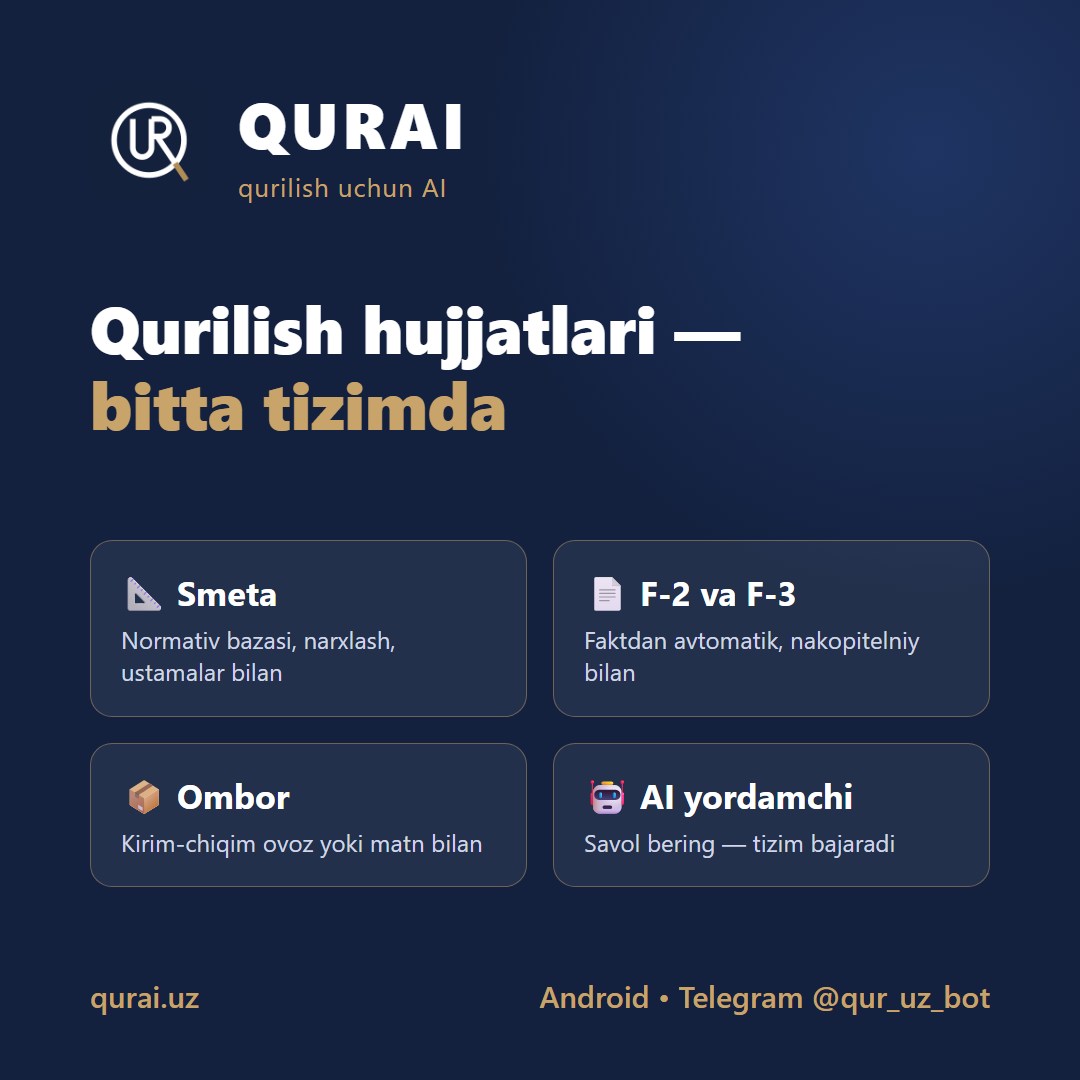 UR
QURAI
qurilish uchun AI
Qurilish hujjatlari —
bitta tizimda
Smeta
Normativ bazasi, narxlash,
ustamalar bilan
F-2 va F-3
Faktdan avtomatik, nakopitelniy
bilan
Ombor
Kirim-chiqim ovoz yoki matn bilan
AI yordamchi
Savol bering — tizim bajaradi
qurai.uz
Android • Telegram @qur_uz_bot